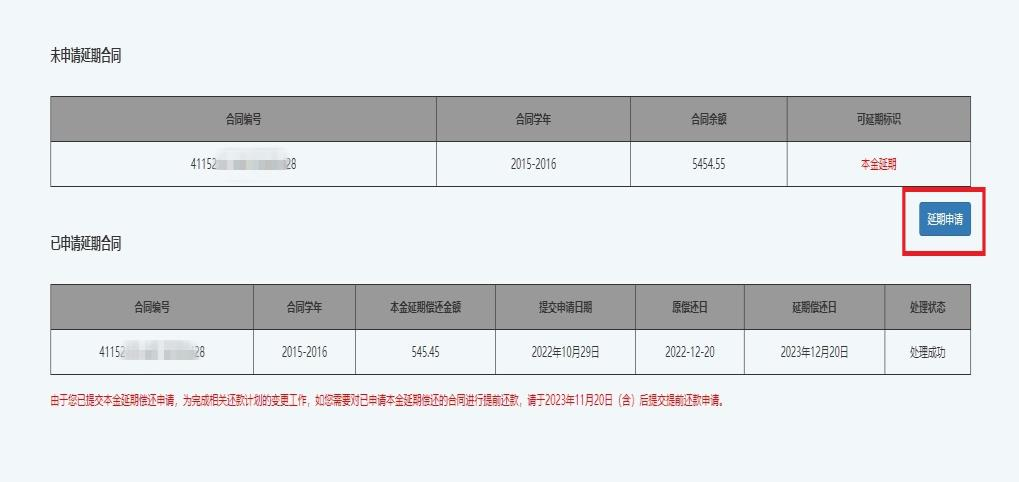 未申请延期合同
合同编号 合同学年 合同余额 可延期标识
41152 28 2015-2016 5454.55 本金延期
延期申请
已申请延期合同
合同编号 合同学年 本金延期偿还金额 提交申请日期 原偿还日 延期偿还日 处理状态
41152 28 2015-2016 545.45 2022年10月29日 2022-12-20 2023年12月20日 处理成功
由于您已提交本金延期偿还申请，为完成相关还款计划的变更工作，如您需要对已申请本金延期偿还的合同进行提前还款，请于2023年11月20日（含）后提交提前还款申请。